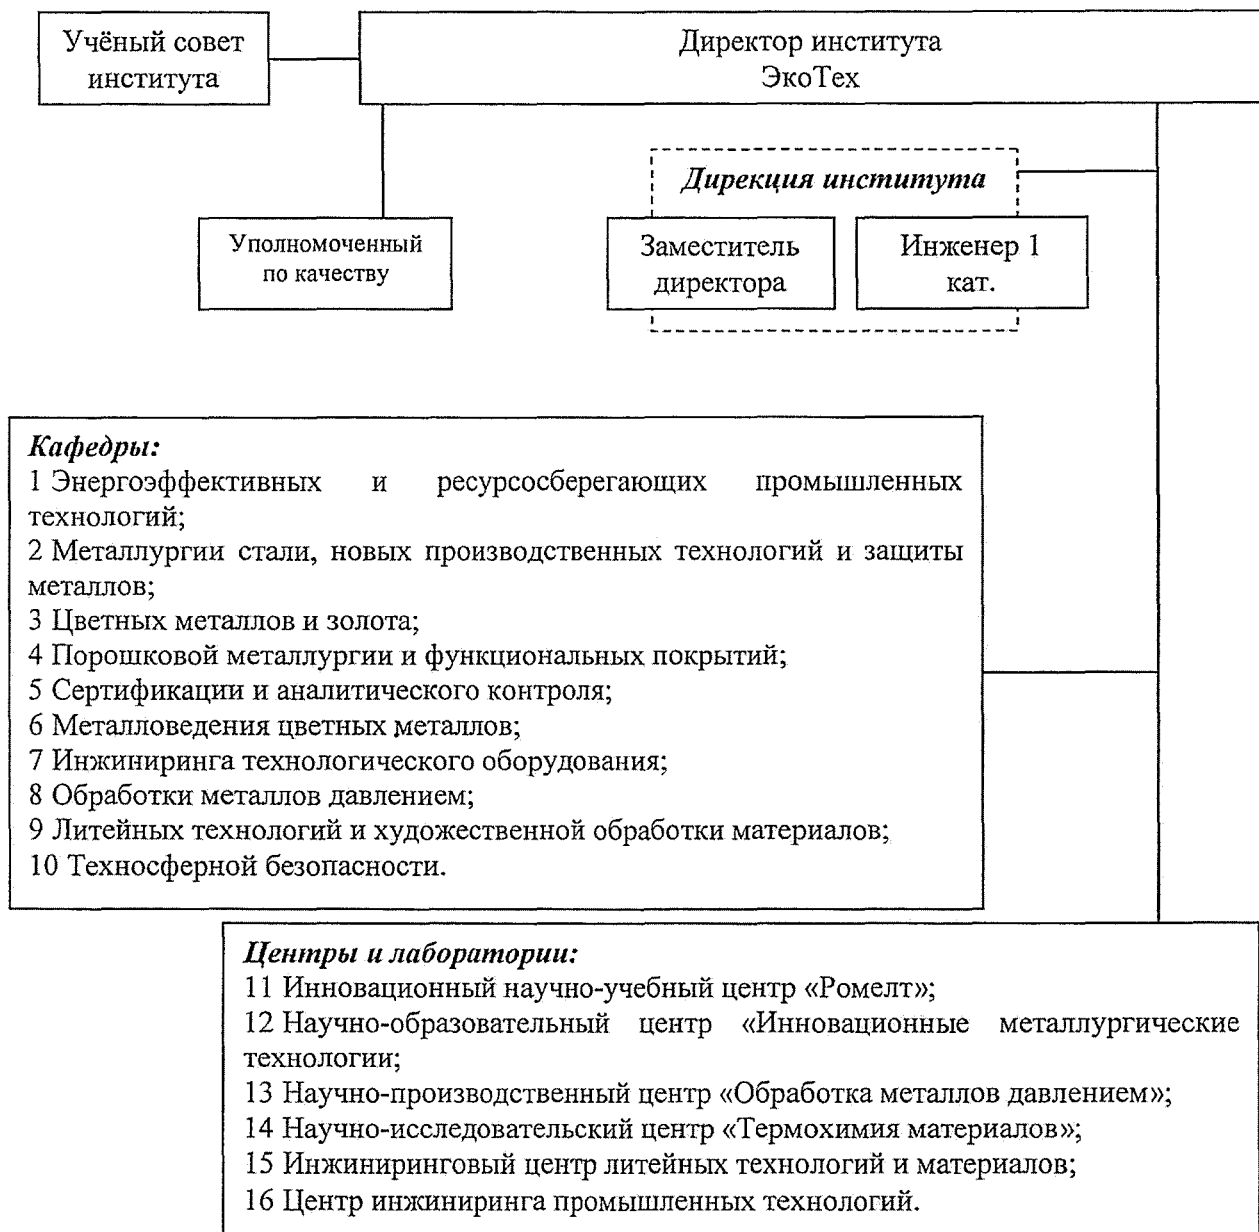 Учёный совет
института
Директор института
ЭкоТех
Дирекция института
Уполномоченный
по качеству
Заместитель
директора
Инженер 1
кат.
Кафедры:
1 Энергоэффективных и ресурсосберегающих промышленных
технологий;
2 Металлургии стали, новых производственных технологий и защиты
металлов;
3 Цветных металлов и золота;
4 Порошковой металлургии и функциональных покрытий;
5 Сертификации и аналитического контроля;
6 Металловедения цветных металлов;
7 Инжиниринга технологического оборудования;
8 Обработки металлов давлением;
9 Литейных технологий и художественной обработки материалов;
10 Техносферной безопасности.
Центры и лаборатории:
11 Инновационный научно-учебный центр «Ромелт»;
12 Научно-образовательный центр «Инновационные металлургические
технологии;
13 Научно-производственный центр «Обработка металлов давлением»;
14 Научно-исследовательский центр «Термохимия материалов»;
15 Инжиниринговый центр литейных технологий и материалов;
16 Центр инжиниринга промышленных технологий.